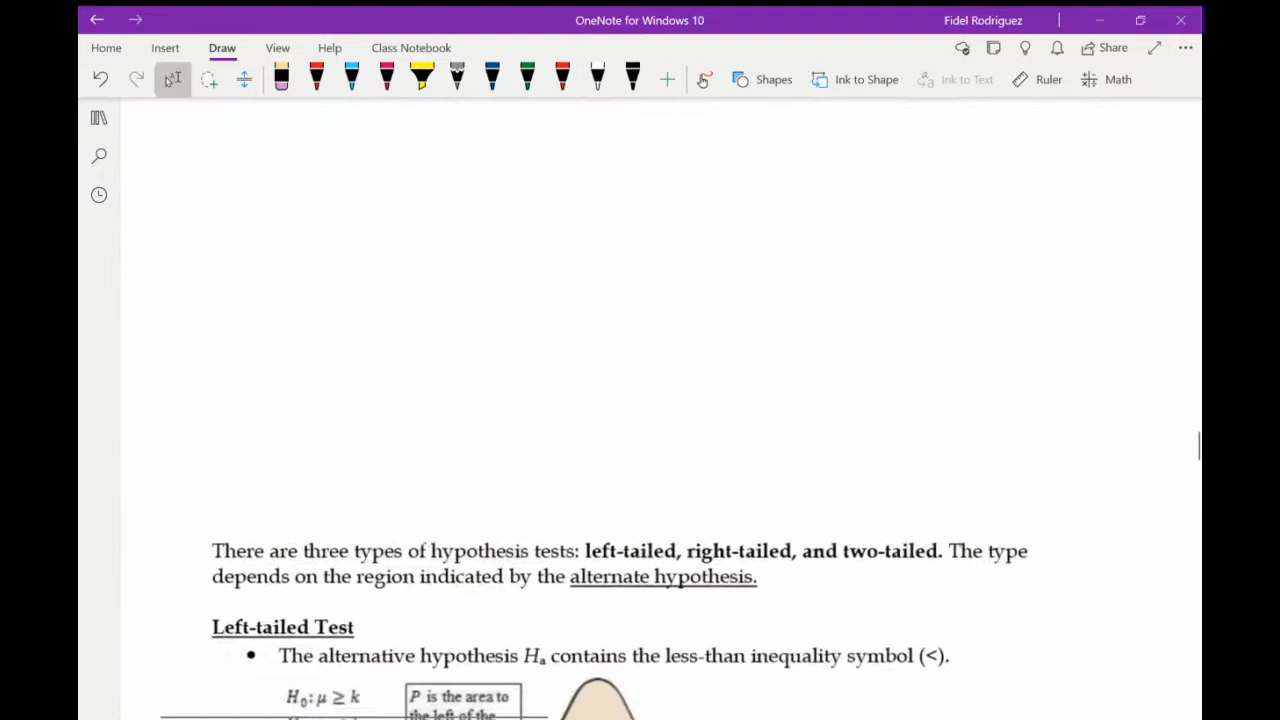 OneNote for Windows 10
Fidel Rodriguez
Home Insert Draw View Help Class Notebook
Share
Shapes Ink to Shape Ink to Text Ruler Math
There are three types of hypothesis tests: left-tailed, right-tailed, and two-tailed. The type
depends on the region indicated by the alternate hypothesis.
Left-tailed Test
• The alternative hypothesis Hₐ contains the less-than inequality symbol (<).
H₀: μ ≥ k
P is the area to
the left of the